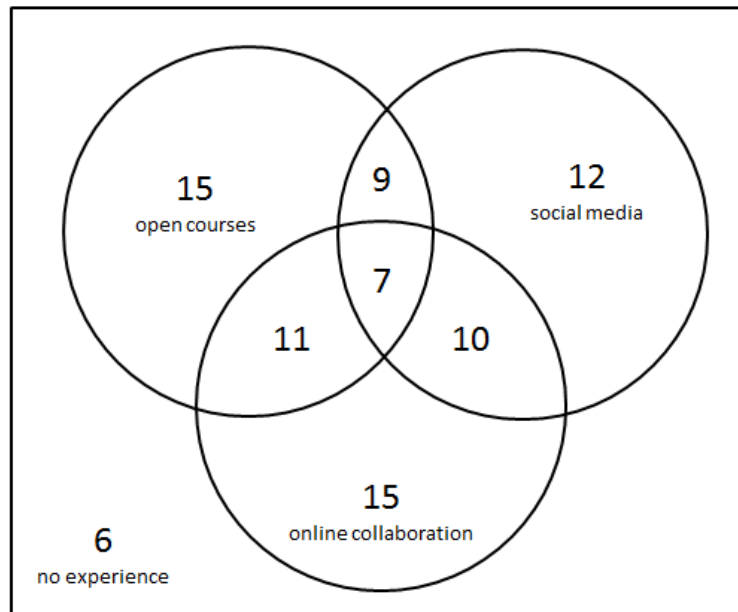 9
15
open courses
12
social media
7
11
10
15
online collaboration
6
no experience